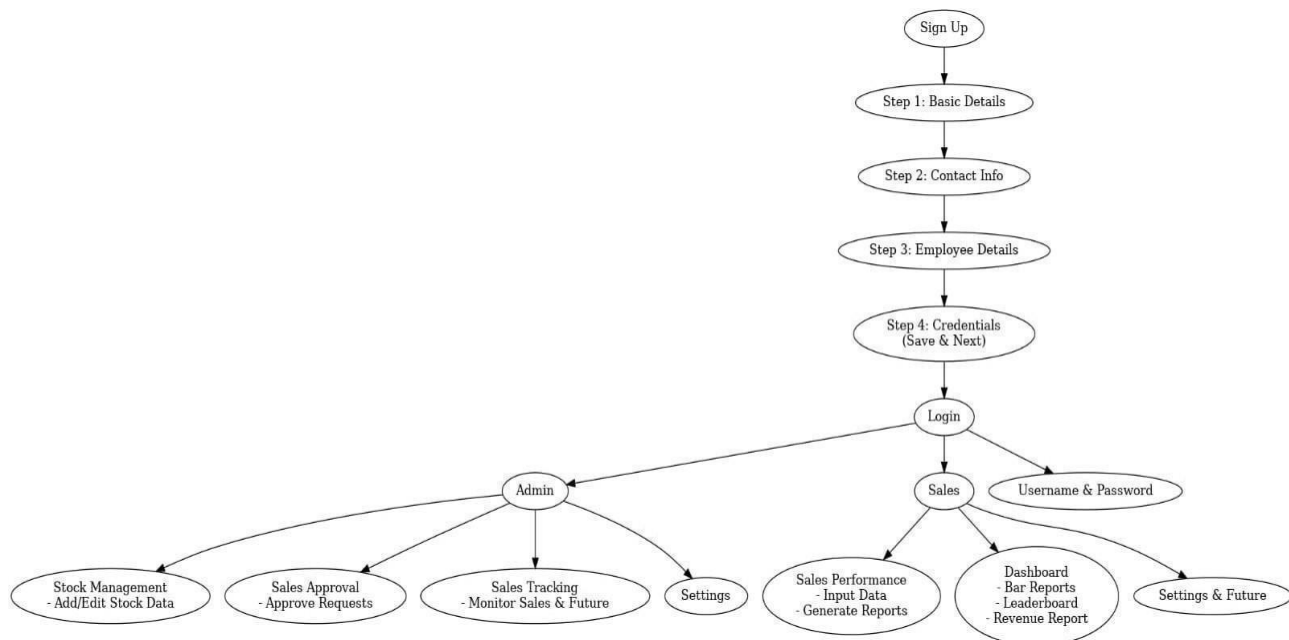 Sign Up
Step 1: Basic Details
Step 2: Contact Info
Step 3: Employee Details
Step 4: Credentials
(Save & Next)
Login
Admin
Sales
Username & Password
Stock Management
- Add/Edit Stock Data
Sales Approval
- Approve Requests
Sales Tracking
- Monitor Sales & Future
Settings
Sales Performance
- Input Data
- Generate Reports
Dashboard
- Bar Reports
- Leaderboard
- Revenue Report
Settings & Future